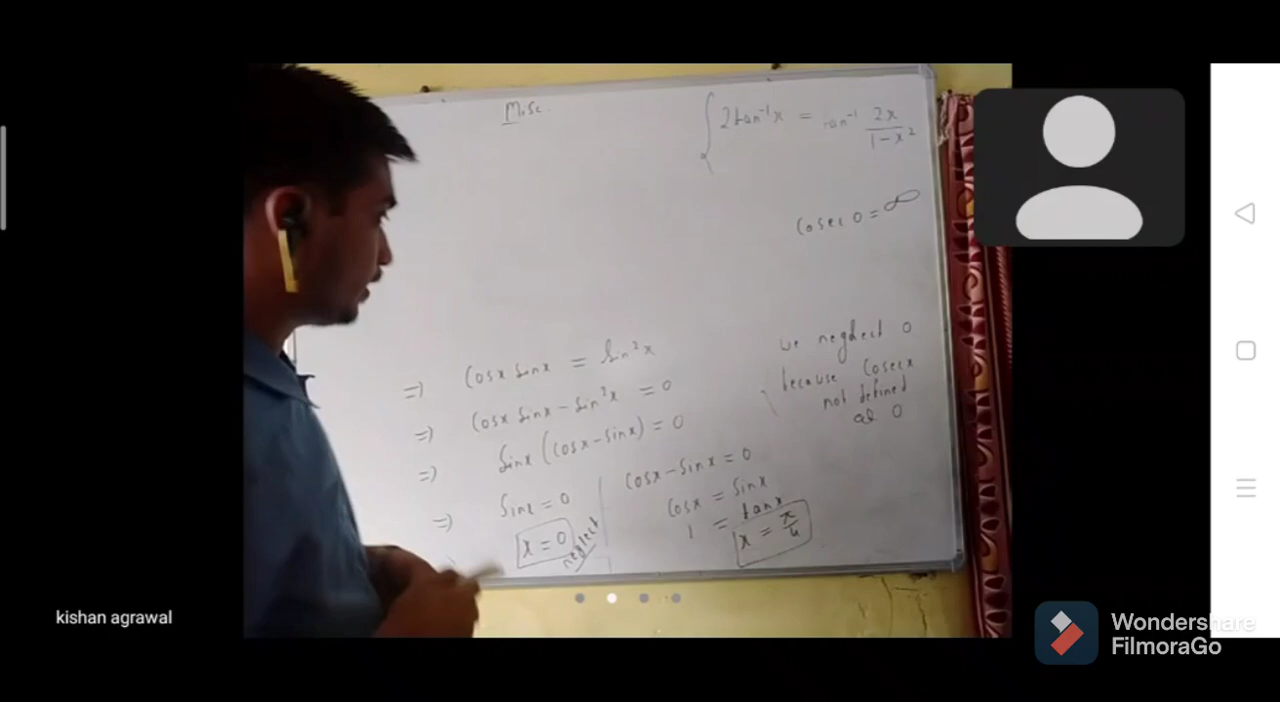 Misc.
2tan⁻¹x = tan⁻¹ 2x / 1-x²
Cosec 0 = ∞
=) Cosx sinx = Sin²x
=) Cosx sinx - sin²x = 0
=) Sinx (Cosx - sinx) = 0
=) Sinx = 0
x = 0
neglect
Cosx - sinx = 0
Cosx = sinx
1 = tanx
x = π/4
we neglect 0
because Cosecx
not defined
at 0
kishan agrawal
Wondershare
FilmoraGo